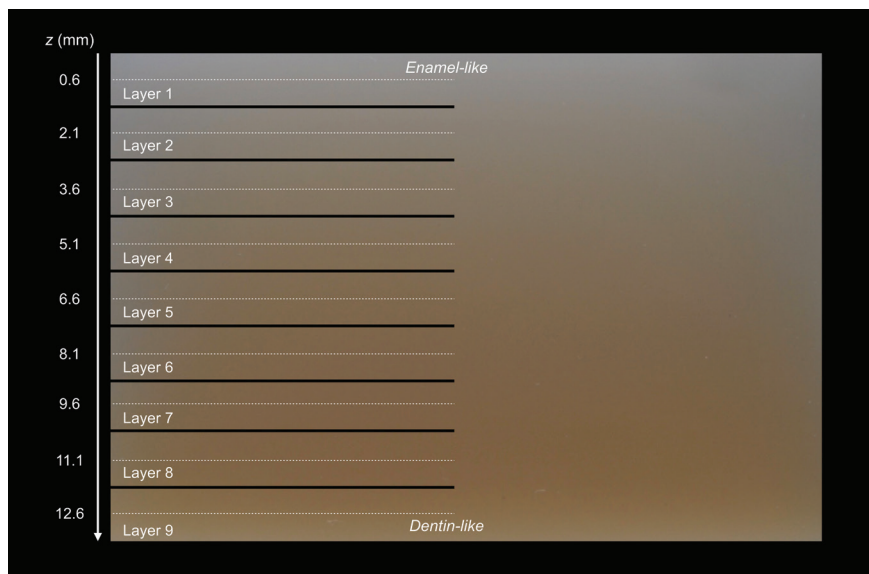 z (mm)
Enamel-like
0.6
Layer 1
2.1
Layer 2
3.6
Layer 3
5.1
Layer 4
6.6
Layer 5
8.1
Layer 6
9.6
Layer 7
11.1
Layer 8
12.6
Dentin-like
Layer 9